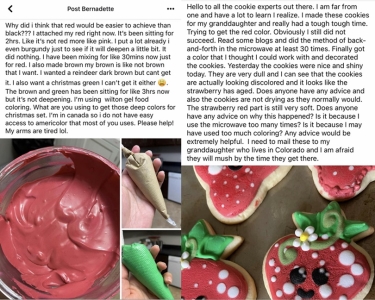 Post Bernadette
Why did i think that red would be easier to achieve than
black??? I attached my red right now. It's been sitting for
2hrs. Like it's not red more like pink. I put a lot already i
even burgundy just to see if it will deepen a little bit. It
did nothing. I have been mixing for like 30mins now just
for red. I also made brown my brown is like not brown
that I want. I wanted a reindeer dark brown but cant get
it. I also want a christmas green I can't get it either.
The brown and green has been sitting for like 3hrs now
but it's not deepening. I'm using wilton gel food
coloring. What are you using to get those deep colors for
christmas set. I'm in canada so i do not have easy
access to americolor that most of you uses. Please help!
My arms are tired lol.
Hello to all the cookie experts out there. I am far from
one and have a lot to learn I realize. I made these cookies
for my granddaughter and really had a tough tough time.
Trying to get the red color. Obviously I still did not
succeed. Read some blogs and did the method of back-
and-forth in the microwave at least 30 times. Finally got
a color that I thought I could work with and decorated
the cookies. Yesterday the cookies were nice and shiny
today. They are very dull and I can see that the cookies
are actually looking discolored and it looks like the
strawberry has aged. Does anyone have any advice and
also the cookies are not drying as they normally would.
The strawberry red part is still very soft. Does anyone
have any advice on why this happened? Is it because I
use the microwave too many times? Is it because I may
have used too much coloring? Any advice would be
extremely helpful. I need to mail these to my
granddaughter who lives in Colorado and I am afraid
they will mush by the time they get there.